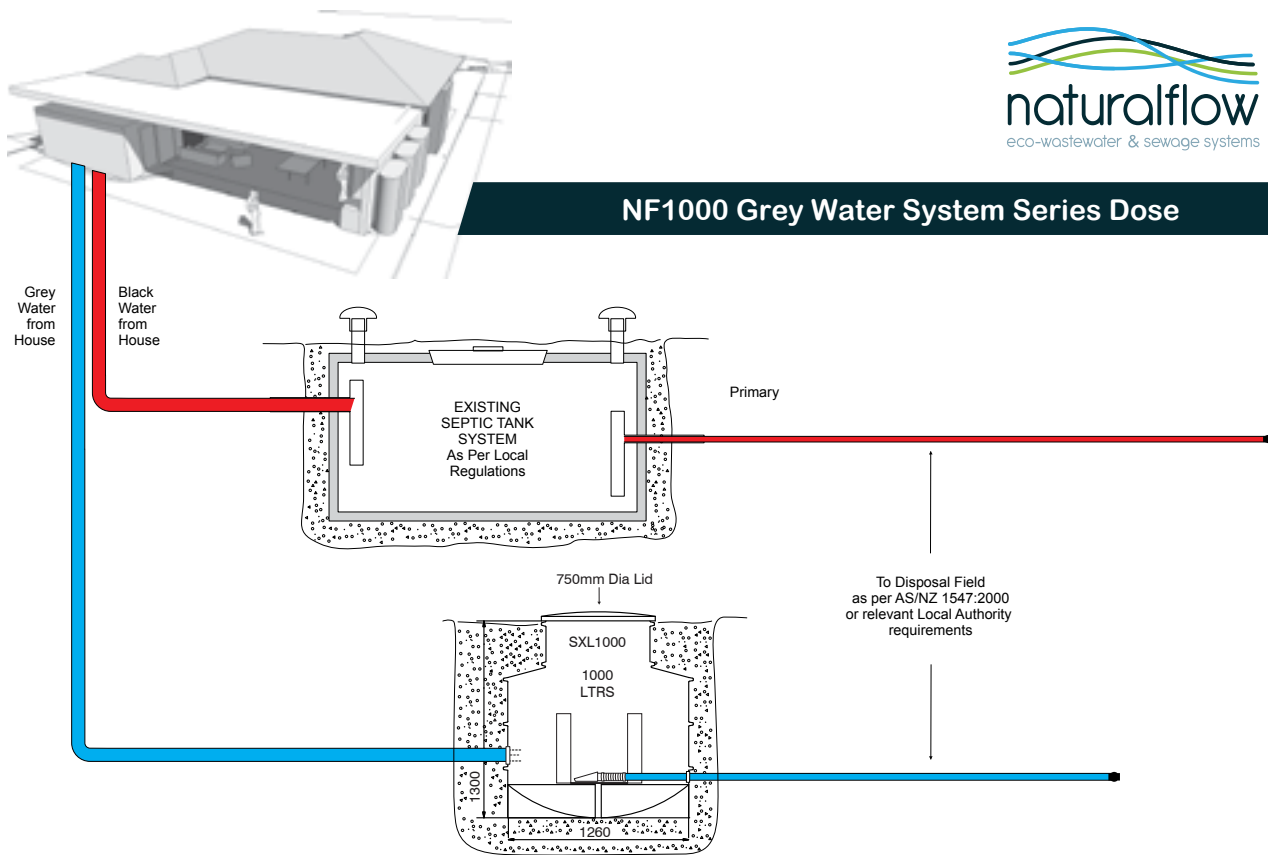 naturalflow
eco-wastewater & sewage systems
NF1000 Grey Water System Series Dose
Grey
Water
from
House
Black
Water
from
House
EXISTING
SEPTIC TANK
SYSTEM
As Per Local
Regulations
Primary
To Disposal Field
as per AS/NZ 1547:2000
or relevant Local Authority
requirements
750mm Dia Lid
SXL1000
1000
LTRS
1300
1260